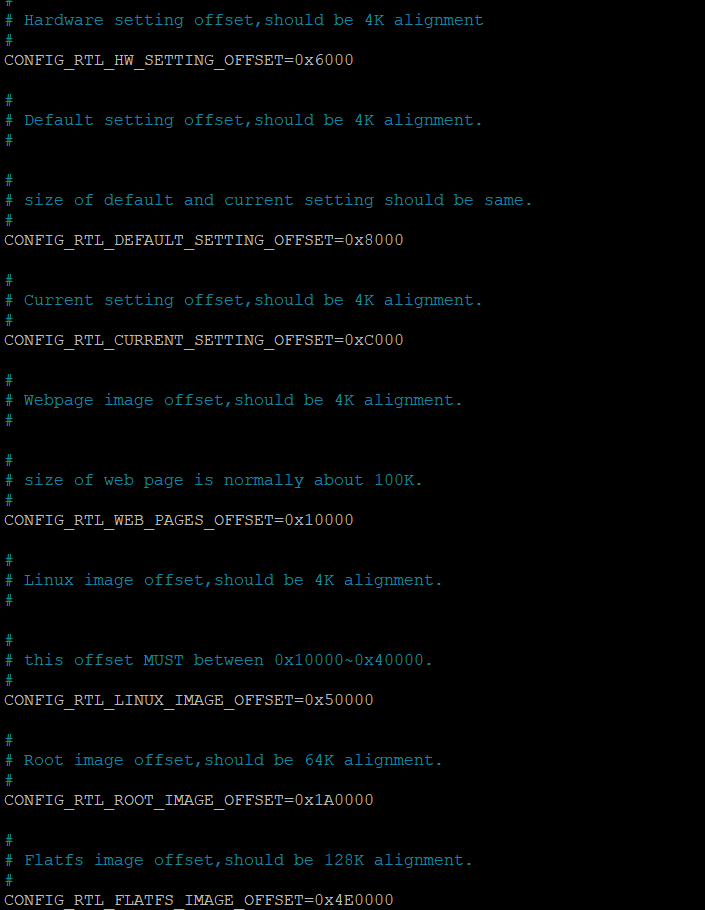 #
# Hardware setting offset,should be 4K alignment
#
CONFIG_RTL_HW_SETTING_OFFSET=0x6000
#
# Default setting offset,should be 4K alignment.
#
#
# size of default and current setting should be same.
#
CONFIG_RTL_DEFAULT_SETTING_OFFSET=0x8000
#
# Current setting offset,should be 4K alignment.
#
CONFIG_RTL_CURRENT_SETTING_OFFSET=0xC000
#
# Webpage image offset,should be 4K alignment.
#
#
# size of web page is normally about 100K.
#
CONFIG_RTL_WEB_PAGES_OFFSET=0x10000
#
# Linux image offset,should be 4K alignment.
#
#
# this offset MUST between 0x10000~0x40000.
#
CONFIG_RTL_LINUX_IMAGE_OFFSET=0x50000
#
# Root image offset,should be 64K alignment.
#
CONFIG_RTL_ROOT_IMAGE_OFFSET=0x1A0000
#
# Flatfs image offset,should be 128K alignment.
#
CONFIG_RTL_FLATFS_IMAGE_OFFSET=0x4E0000